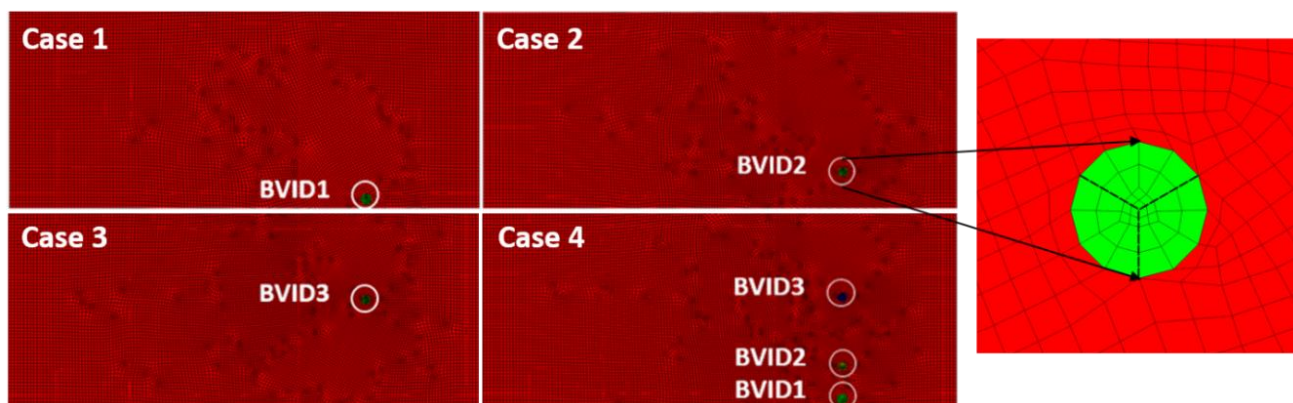 Case 1
BVID1
Case 2
BVID2
Case 3
BVID3
Case 4
BVID3
BVID2
BVID1